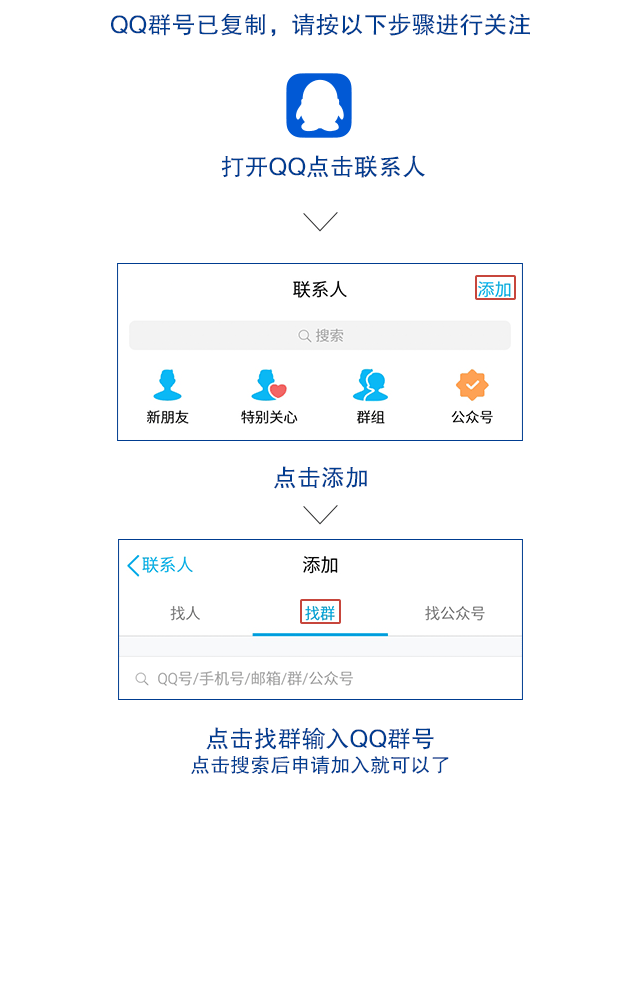 QQ群号已复制，请按以下步骤进行关注
打开QQ点击联系人
联系人 添加
搜索
新朋友 特别关心 群组 公众号
点击添加
联系人 添加
找人 找群 找公众号
QQ号/手机号/邮箱/群/公众号
点击找群输入QQ群号
点击搜索后申请加入就可以了